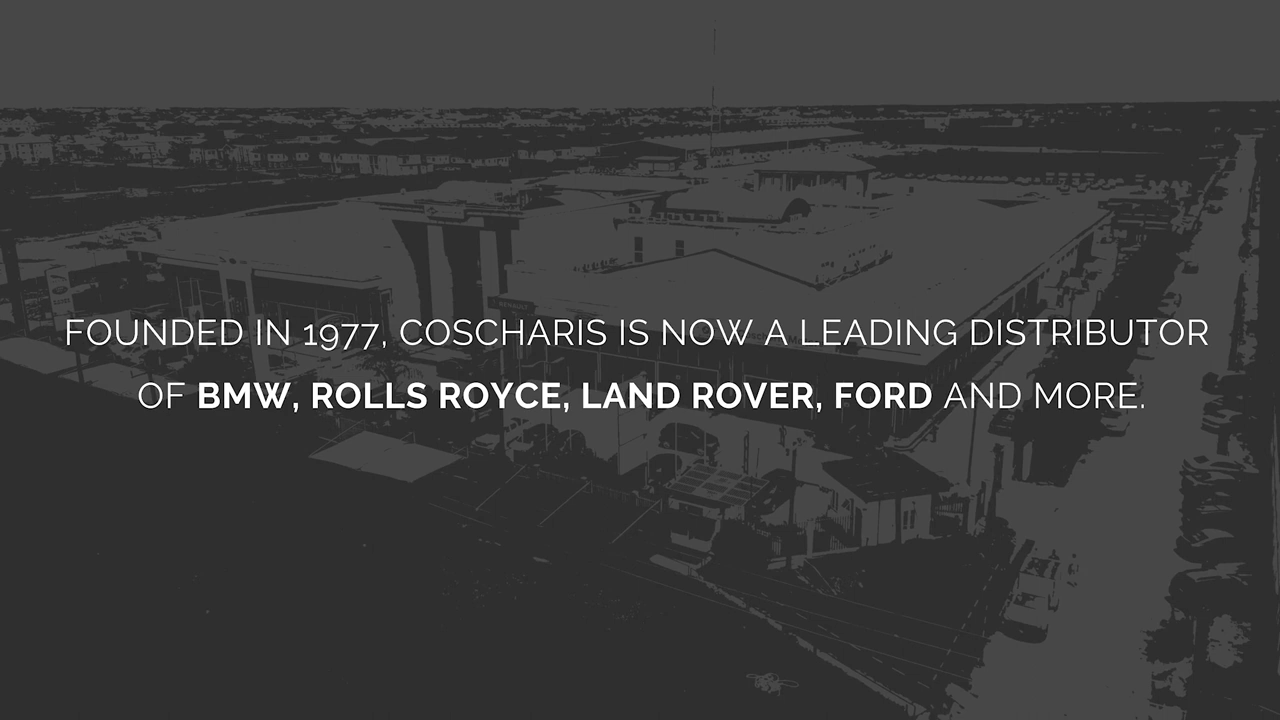 FOUNDED IN 1977, COSCHARIS IS NOW A LEADING DISTRIBUTOR
OF BMW, ROLLS ROYCE, LAND ROVER, FORD AND MORE.